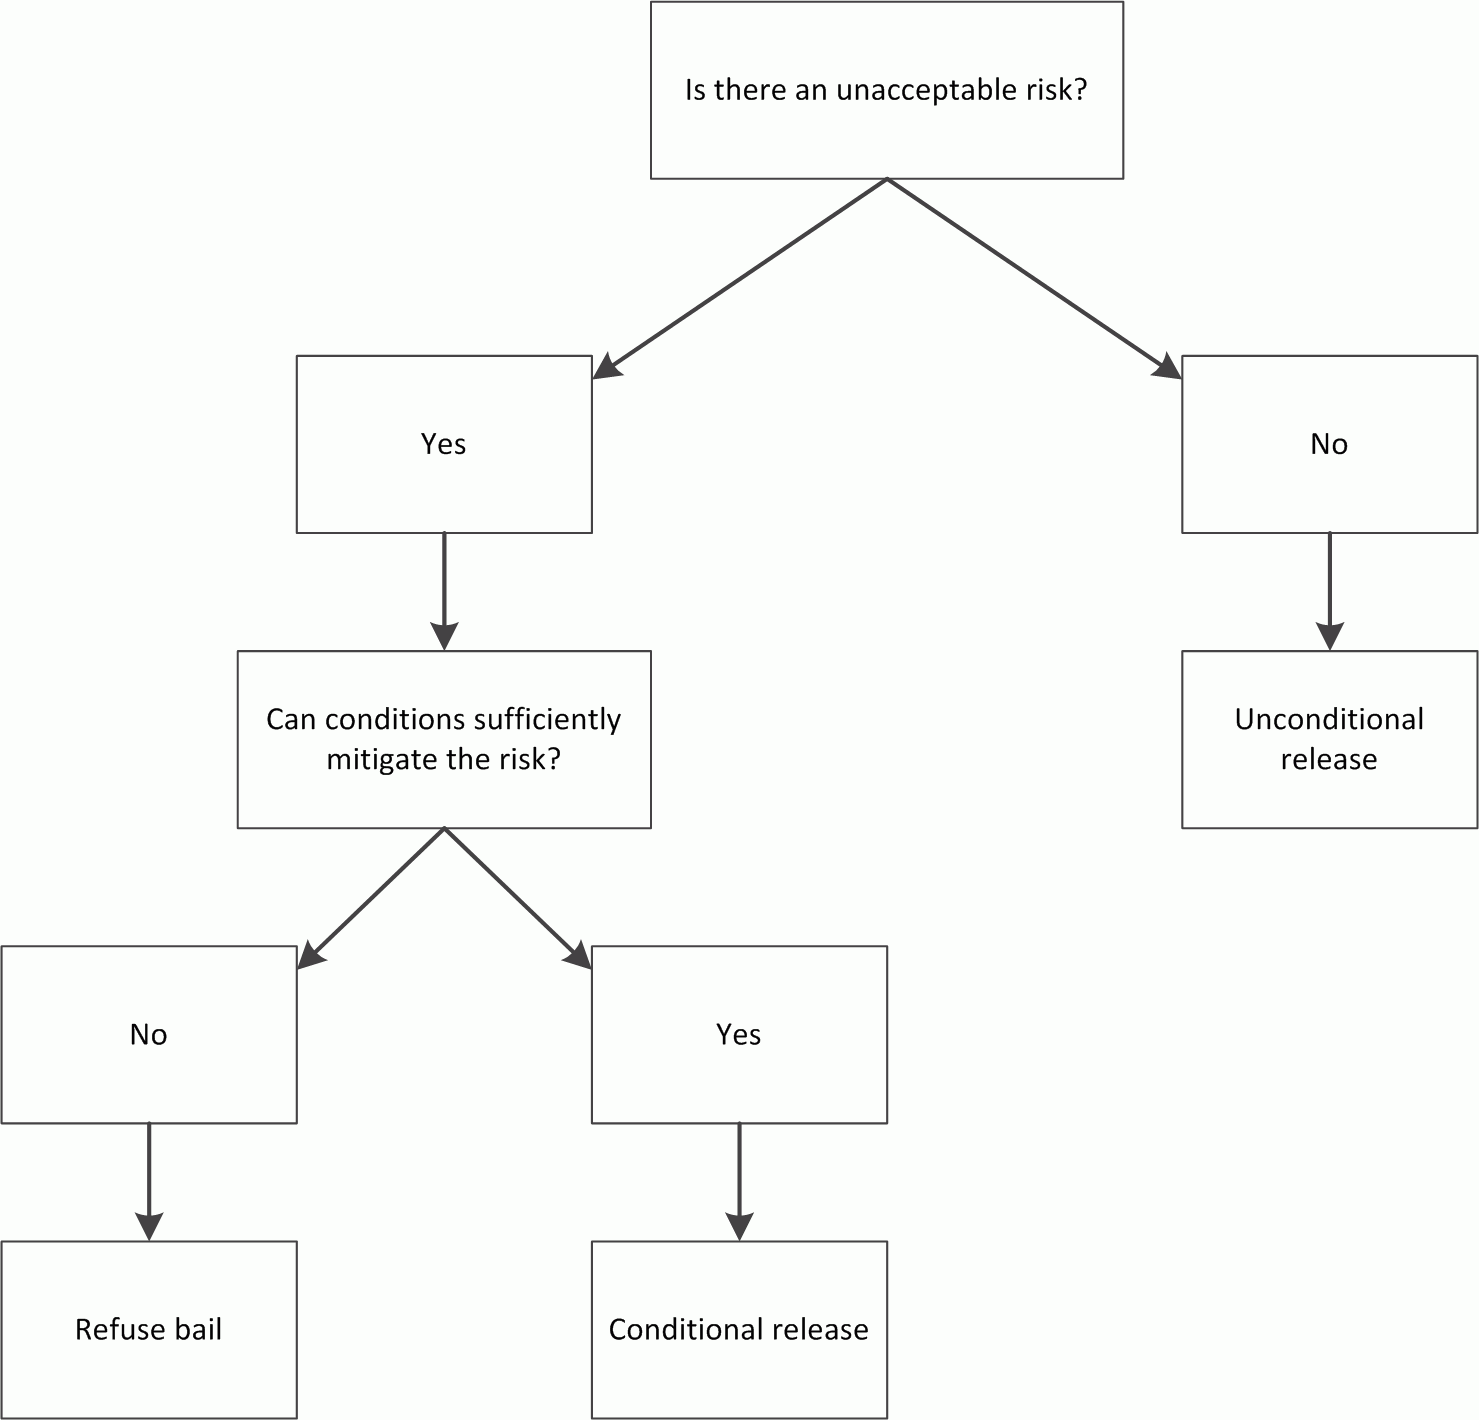 Is there an unacceptable risk?
Yes
No
Can conditions sufficiently
mitigate the risk?
Unconditional
release
No
Yes
Refuse bail
Conditional release